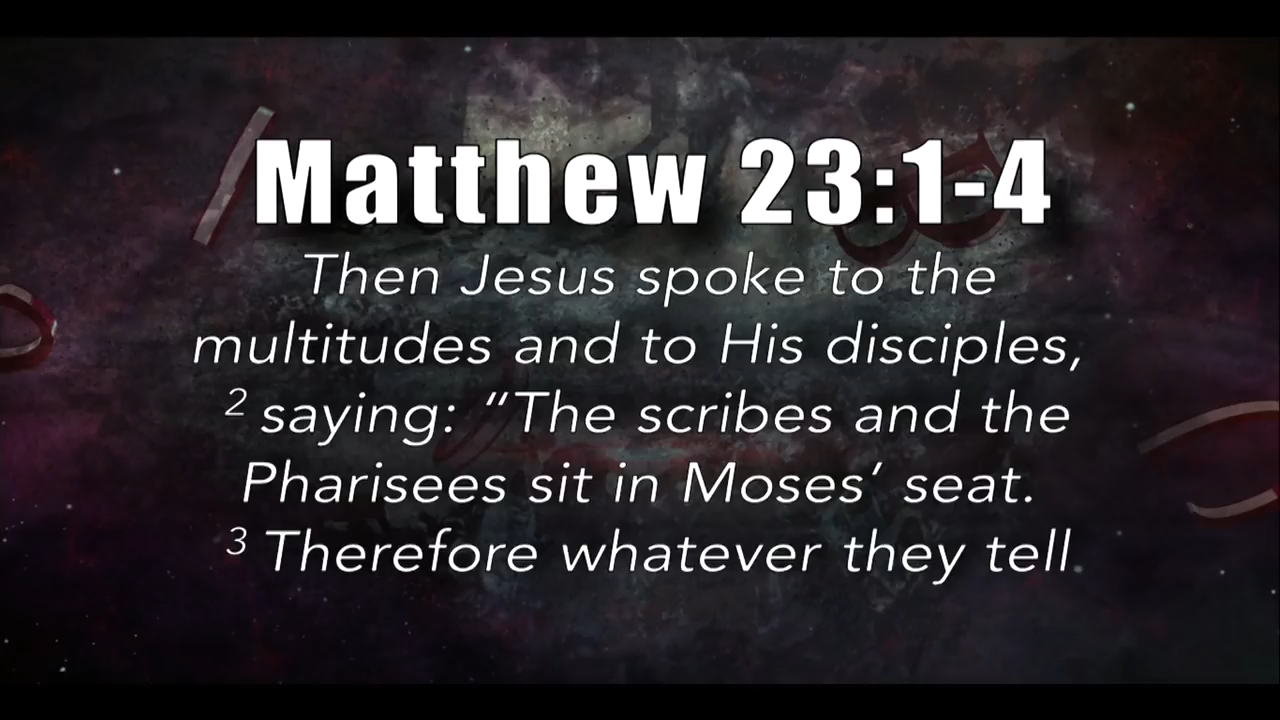 Matthew 23:1-4
Then Jesus spoke to the
multitudes and to His disciples,
2 saying: “The scribes and the
Pharisees sit in Moses’ seat.
3 Therefore whatever they tell